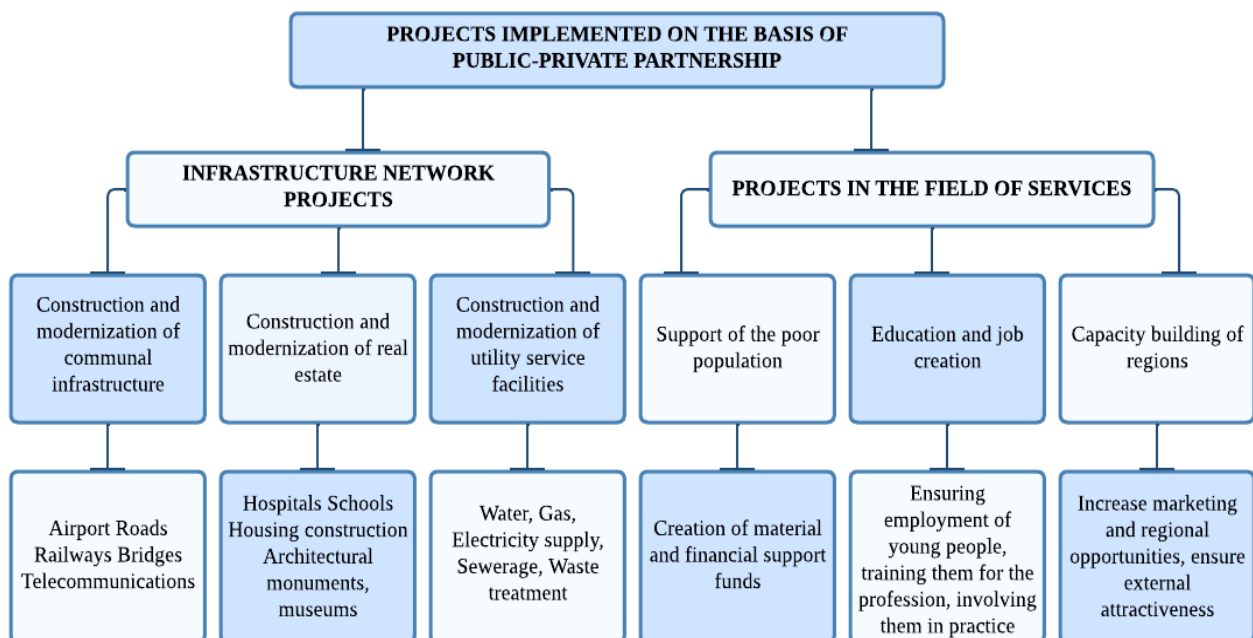 PROJECTS IMPLEMENTED ON THE BASIS OF
PUBLIC-PRIVATE PARTNERSHIP
INFRASTRUCTURE NETWORK
PROJECTS
PROJECTS IN THE FIELD OF SERVICES
Construction and
modernization of
communal
infrastructure
Construction and
modernization of real
estate
Construction and
modernization of
utility service
facilities
Support of the poor
population
Education and job
creation
Capacity building of
regions
Airport Roads
Railways Bridges
Telecommunications
Hospitals Schools
Housing construction
Architectural
monuments,
museums
Water, Gas,
Electricity supply,
Sewerage, Waste
treatment
Creation of material
and financial support
funds
Ensuring
employment of
young people,
training them for the
profession, involving
them in practice
Increase marketing
and regional
opportunities, ensure
external
attractiveness